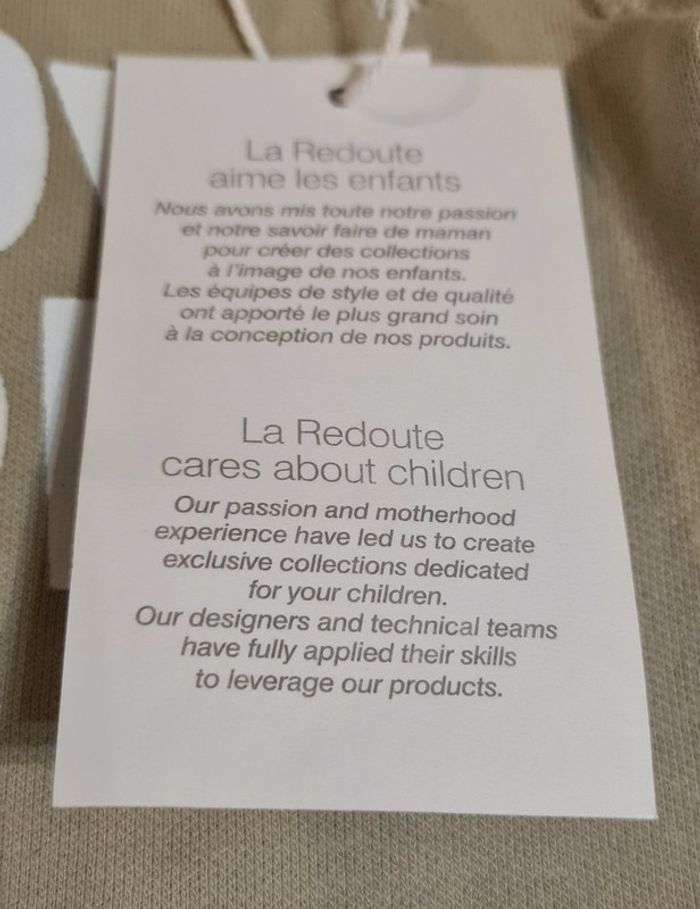 La Redoute
aime les enfants
Nous avons mis toute notre passion
et notre savoir faire de maman
pour créer des collections
à l'image de nos enfants.
Les équipes de style et de qualité
ont apporté le plus grand soin
à la conception de nos produits.
La Redoute
cares about children
Our passion and motherhood
experience have led us to create
exclusive collections dedicated
for your children.
Our designers and technical teams
have fully applied their skills
to leverage our products.